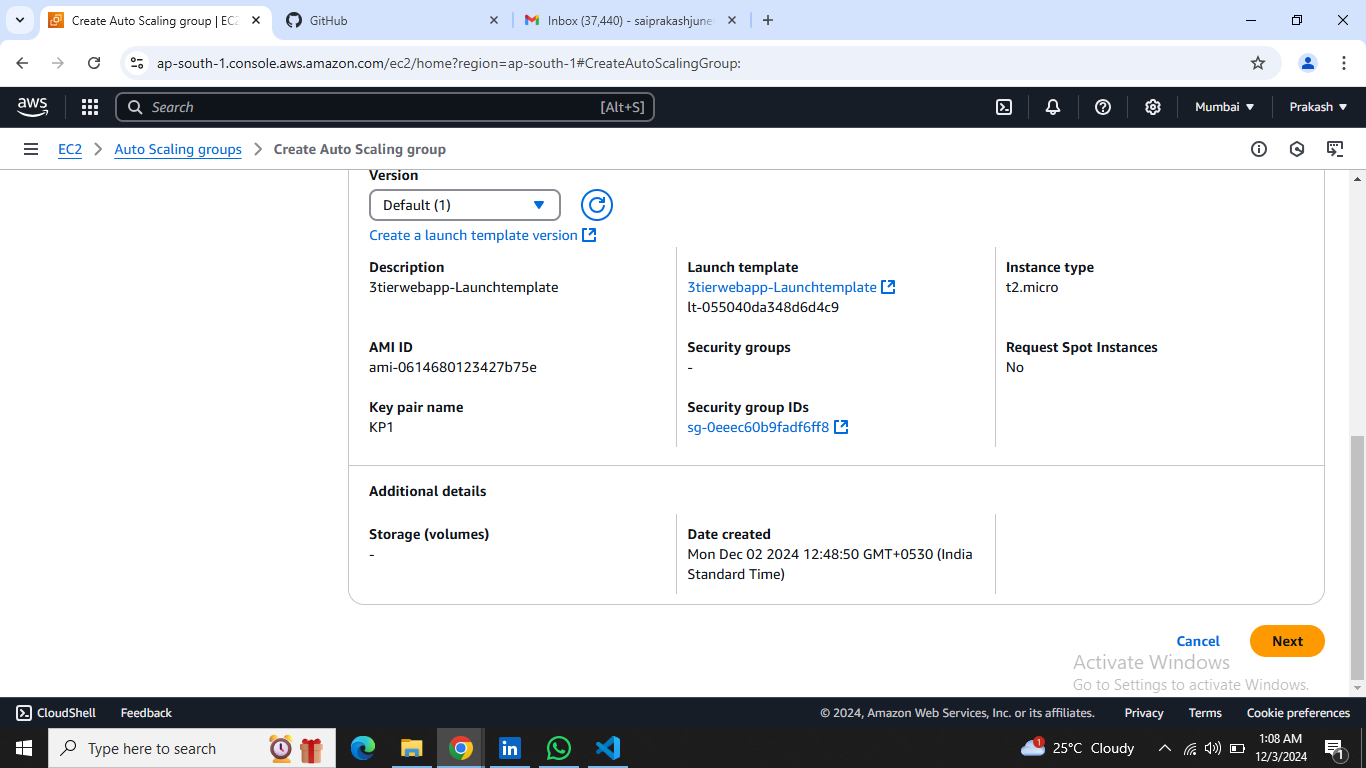 Create Auto Scaling group | EC2
GitHub
Inbox (37,440) - saiprakashjune
ap-south-1.console.aws.amazon.com/ec2/home?region=ap-south-1#CreateAutoScalingGroup:
aws
Search
[Alt+S]
Mumbai
Prakash
EC2
Auto Scaling groups
Create Auto Scaling group
Version
Default (1)
Create a launch template version
Description
3tierwebapp-Launchtemplate
Launch template
3tierwebapp-Launchtemplate
lt-055040da348d6d4c9
Instance type
t2.micro
AMI ID
ami-0614680123427b75e
Security groups
-
Request Spot Instances
No
Key pair name
KP1
Security group IDs
sg-0eeec60b9fadf6ff8
Additional details
Storage (volumes)
-
Date created
Mon Dec 02 2024 12:48:50 GMT+0530 (India
Standard Time)
Cancel
Next
Activate Windows
Go to Settings to activate Windows.
CloudShell
Feedback
© 2024, Amazon Web Services, Inc. or its affiliates.
Privacy
Terms
Cookie preferences
Type here to search
1
25°C
Cloudy
1:08 AM
12/3/2024
1